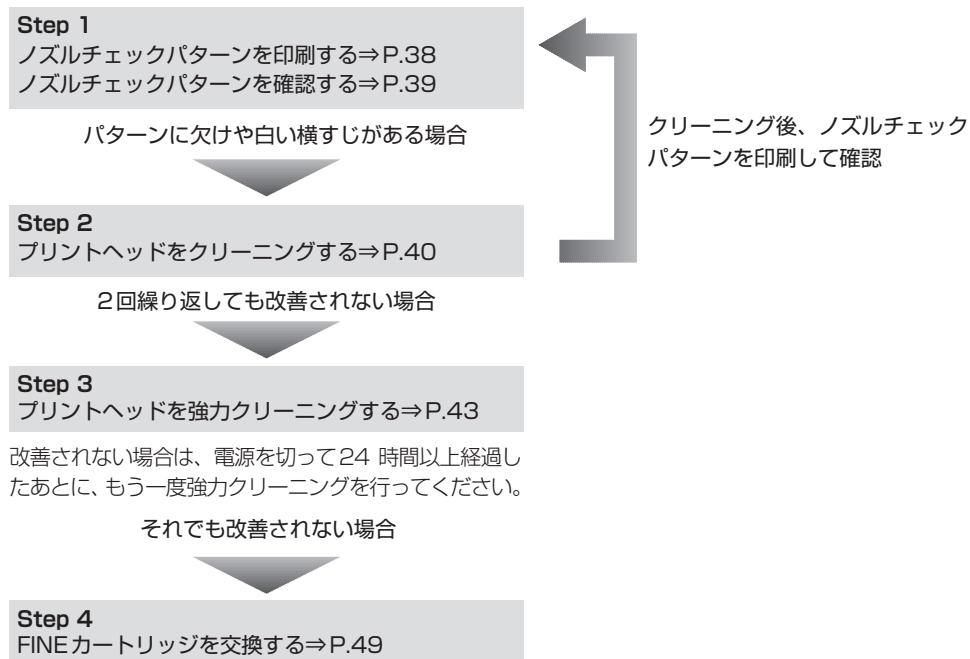 Step 1
ノズルチェックパターンを印刷する⇒P.38
ノズルチェックパターンを確認する⇒P.39
パターンに欠けや白い横すじがある場合
クリーニング後、ノズルチェック
パターンを印刷して確認
Step 2
プリントヘッドをクリーニングする⇒P.40
2回繰り返しても改善されない場合
Step 3
プリントヘッドを強力クリーニングする⇒P.43
改善されない場合は、電源を切って24 時間以上経過し
たあとに、もう一度強力クリーニングを行ってください。
それでも改善されない場合
Step 4
FINEカートリッジを交換する⇒P.49